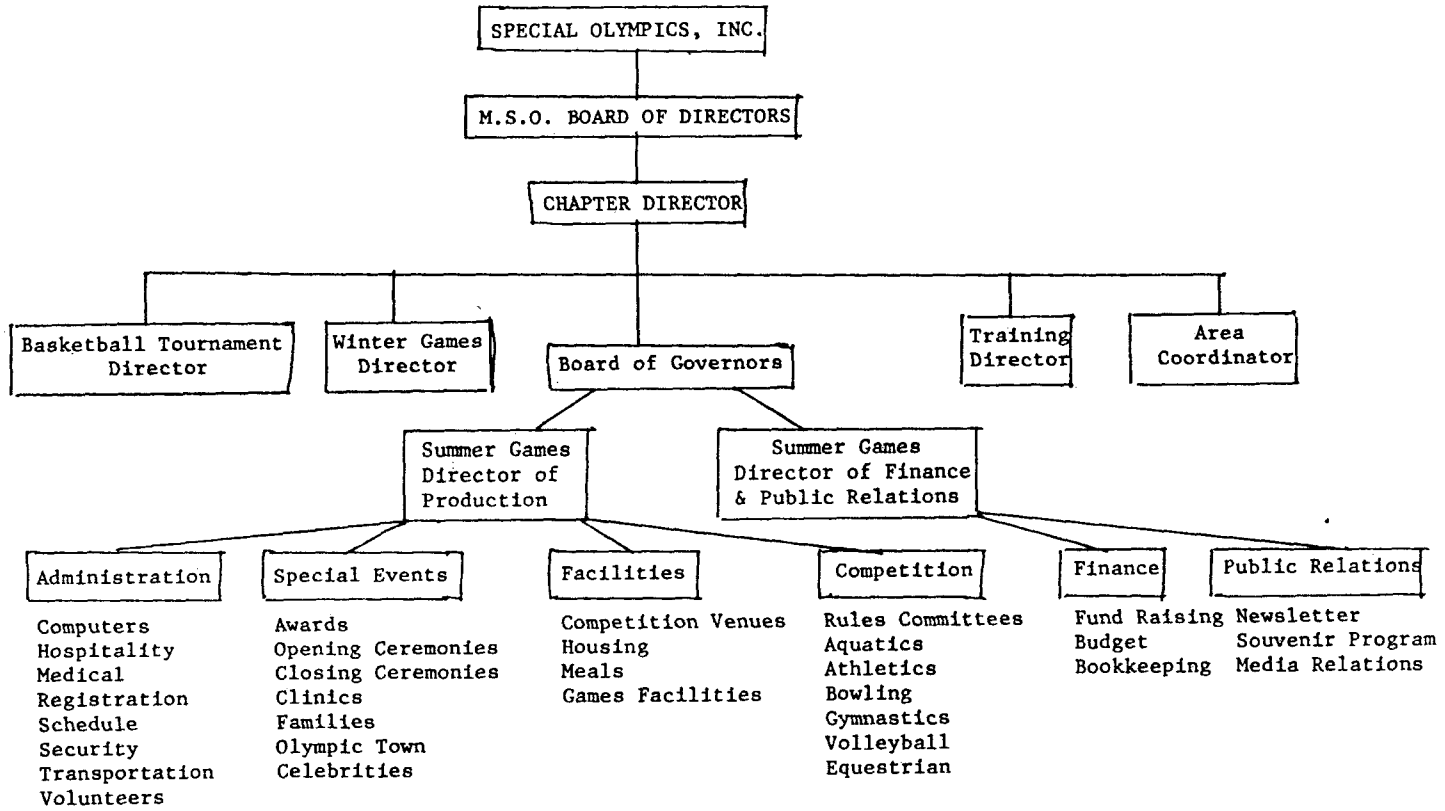 SPECIAL OLYMPICS, INC.
M.S.O. BOARD OF DIRECTORS
CHAPTER DIRECTOR
Basketball Tournament
Director
Winter Games
Director
Board of Governors
Training
Director
Area
Coordinator
Summer Games
Director of
Production
Summer Games
Director of Finance
& Public Relations
Administration
Computers
Hospitality
Medical
Registration
Schedule
Security
Transportation
Volunteers
Special Events
Awards
Opening Ceremonies
Closing Ceremonies
Clinics
Families
Olympic Town
Celebrities
Facilities
Competition Venues
Housing
Meals
Games Facilities
Competition
Rules Committees
Aquatics
Athletics
Bowling
Gymnastics
Volleyball
Equestrian
Finance
Fund Raising
Budget
Bookkeeping
Public Relations
Newsletter
Souvenir Program
Media Relations